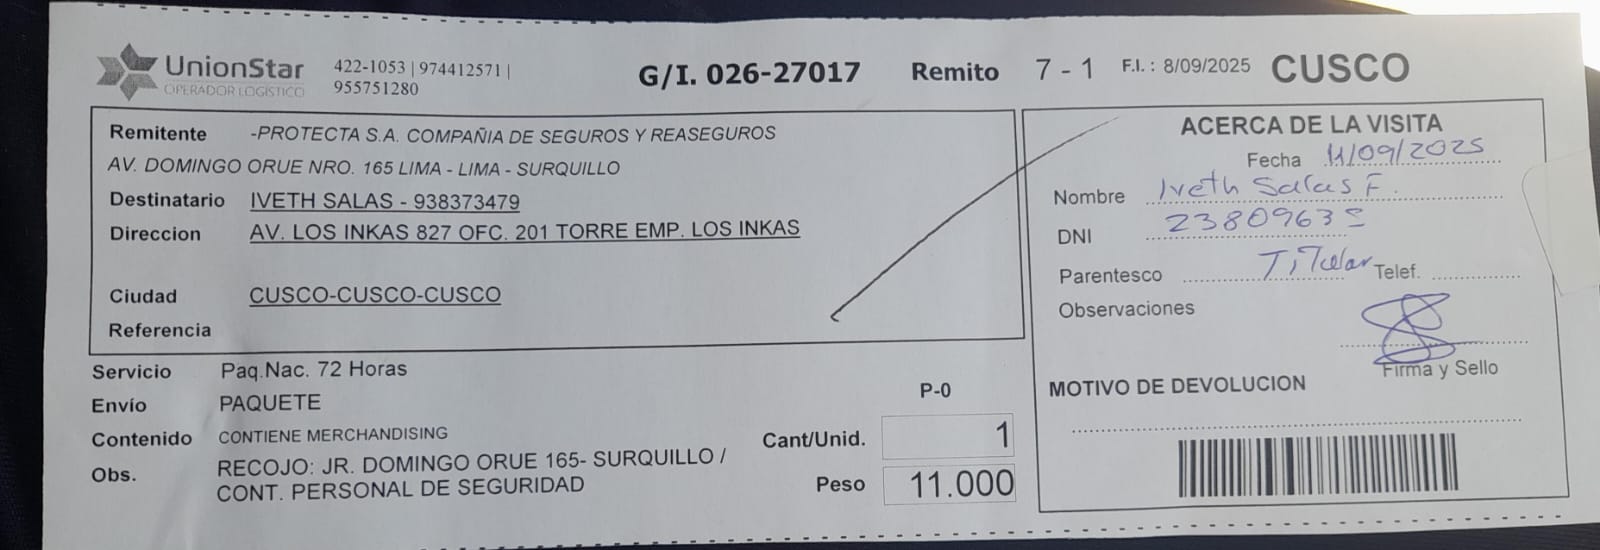 UnionStar
OPERADOR LOGÍSTICO
422-1053 | 974412571 |
955751280
G/I. 026-27017 Remito 7 - 1 F.I. : 8/09/2025 CUSCO
Remitente -PROTECTA S.A. COMPAÑIA DE SEGUROS Y REASEGUROS
AV. DOMINGO ORUE NRO. 165 LIMA - LIMA - SURQUILLO
Destinatario IVETH SALAS - 938373479
Direccion AV. LOS INKAS 827 OFC. 201 TORRE EMP. LOS INKAS
Ciudad CUSCO-CUSCO-CUSCO
Referencia
Servicio Paq.Nac. 72 Horas
Envío PAQUETE
Contenido CONTIENE MERCHANDISING
Obs. RECOJO: JR. DOMINGO ORUE 165- SURQUILLO /
CONT. PERSONAL DE SEGURIDAD
P-0
Cant/Unid. 1
Peso 11.000
ACERCA DE LA VISITA
Fecha 11/09/2025
Nombre Iveth Salas F.
DNI 2380963
Parentesco Titular Telef.
Observaciones
Firma y Sello
MOTIVO DE DEVOLUCION